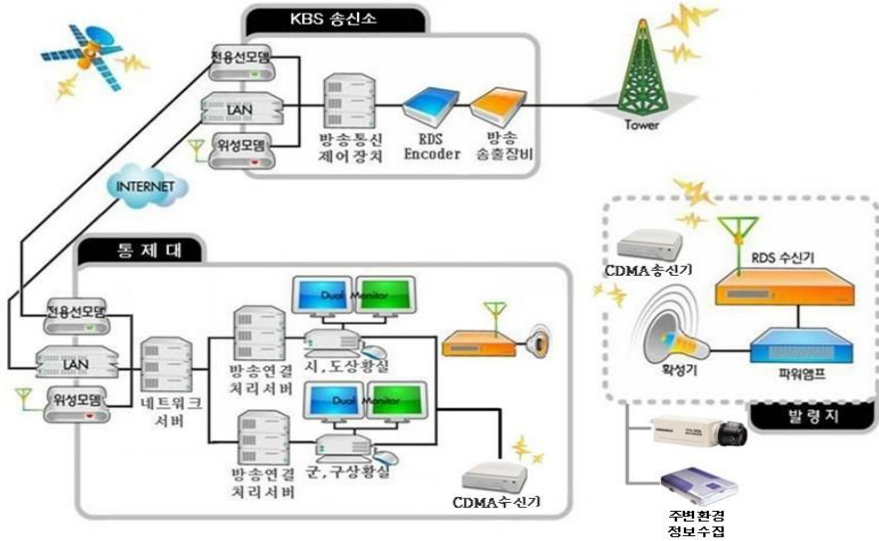 KBS 송신소
전용선모뎀
LAN
위성모뎀
방송통신
제어장치
RDS
Encoder
방송
송출장비
Tower
INTERNET
통 제 대
전용선모뎀
LAN
위성모뎀
네트워크
서버
방송연결
처리서버
Dual Monitor
시,도상황실
방송연결
처리서버
Dual Monitor
군,구상황실
CDMA수신기
CDMA송신기
RDS 수신기
확성기
파워앰프
발 령 지
주변환경
정보수집